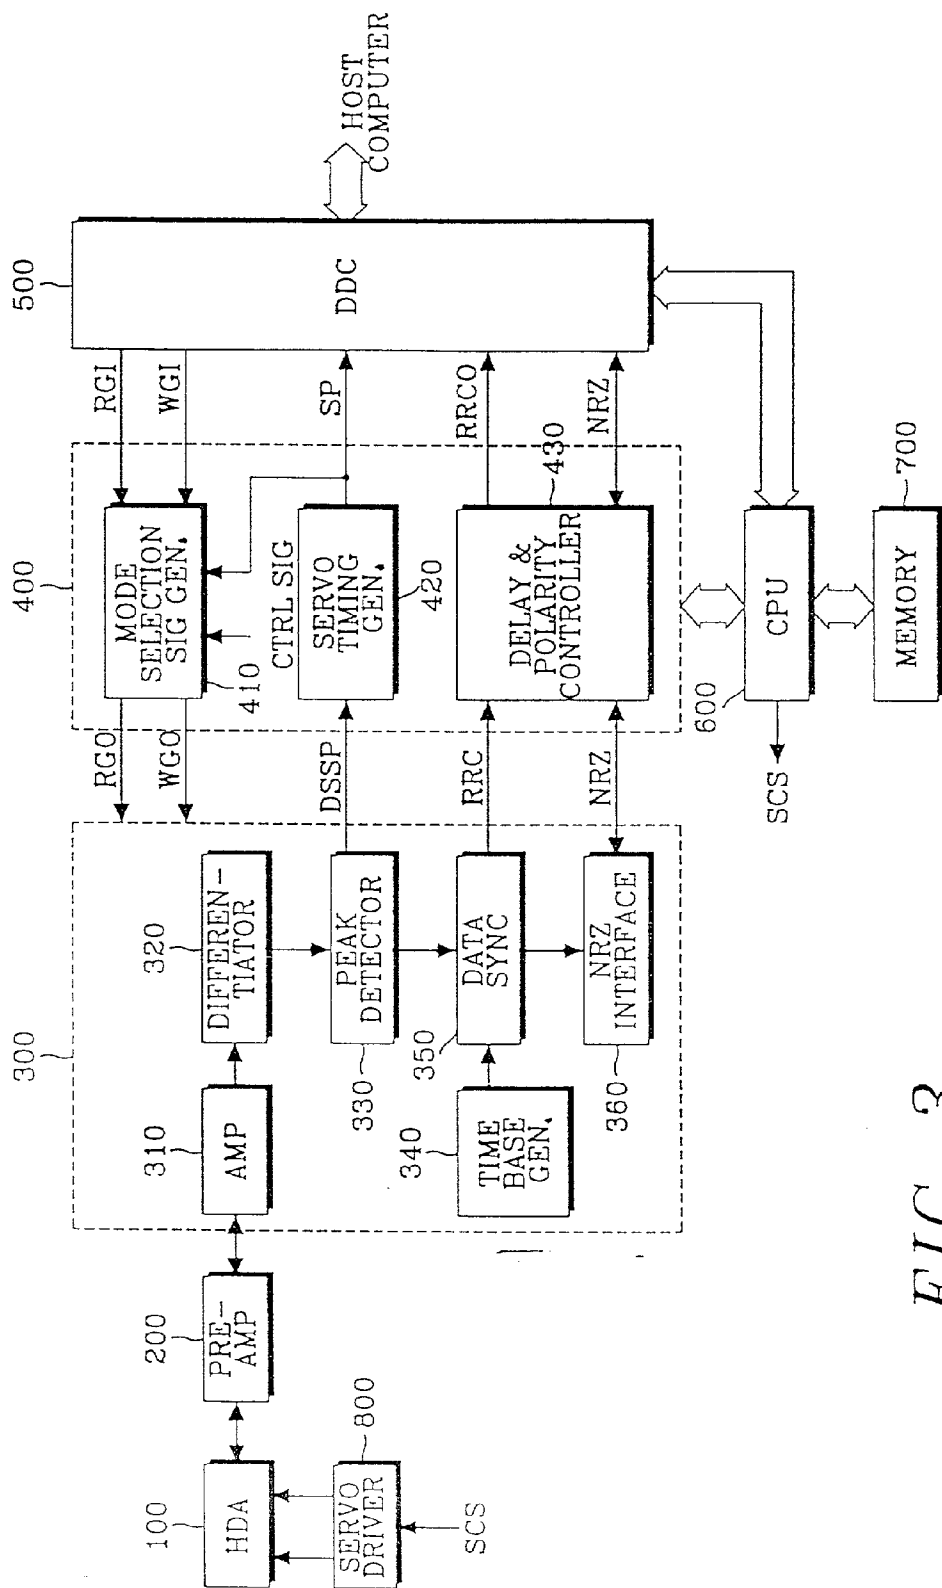 100
HDA
SERVO
DRIVER
800
SCS
200
PRE-
AMP
300
310
AMP
320
DIFFEREN-
TIATOR
PEAK
DETECTOR
330
340
TIME
BASE
GEN.
350
DATA
SYNC
NRZ
INTERFACE
360
RGO
WGO
DSSP
RRC
NRZ
400
MODE
SELECTION
SIG GEN.
410
CTRL SIG
SERVO
TIMING
GEN.
420
DELAY &
POLARITY
CONTROLLER
430
RGI
WGI
SP
RRCO
NRZ
500
DDC
HOST
COMPUTER
600
CPU
SCS
700
MEMORY
FIG. 3